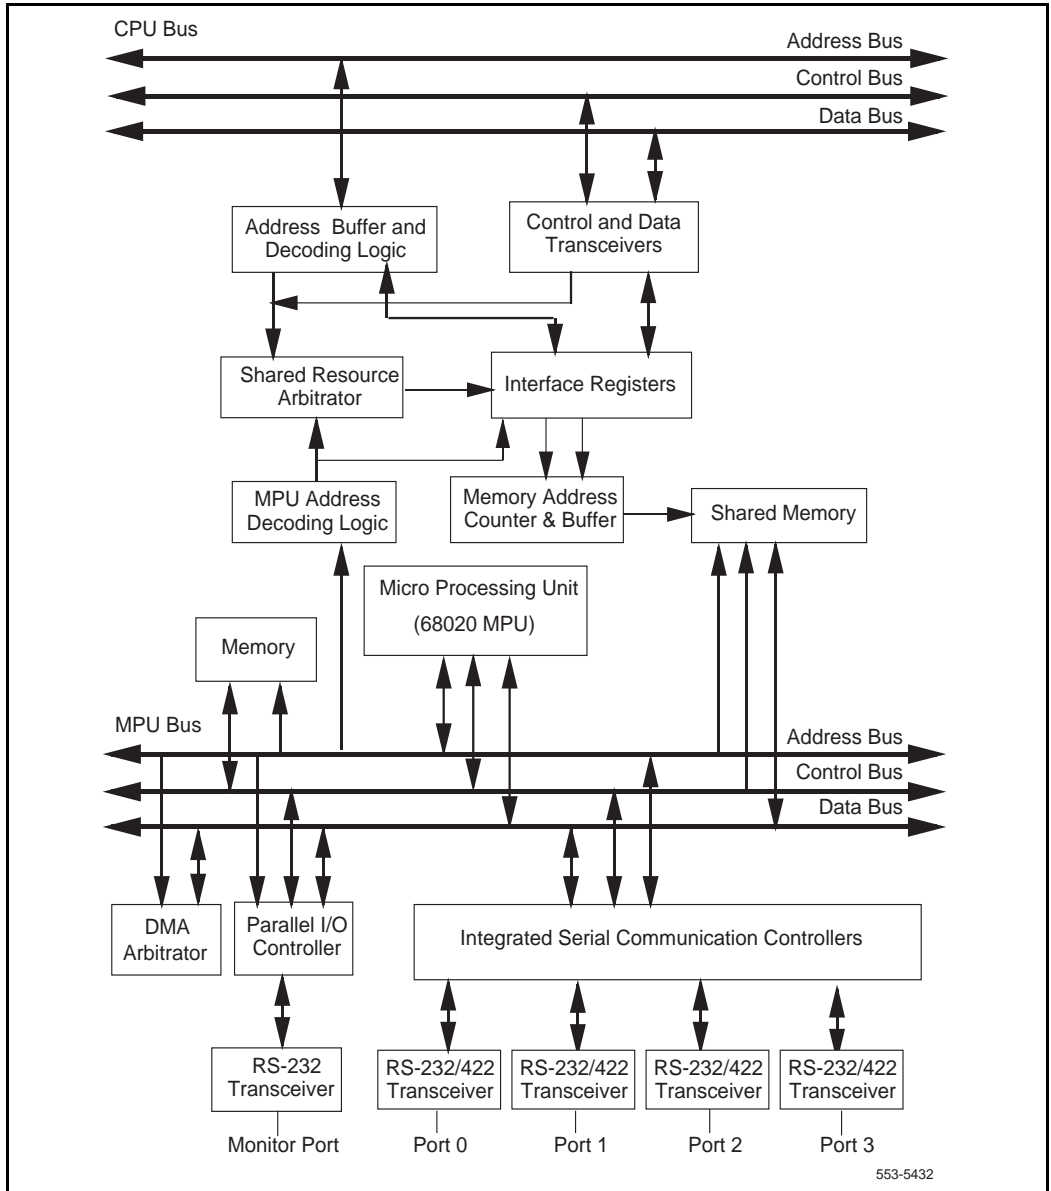 CPU Bus
Address Bus
Control Bus
Data Bus
Address Buffer and
Decoding Logic
Control and Data
Transceivers
Shared Resource
Arbitrator
Interface Registers
MPU Address
Decoding Logic
Memory Address
Counter & Buffer
Shared Memory
Micro Processing Unit
(68020 MPU)
Memory
MPU Bus
Address Bus
Control Bus
Data Bus
DMA
Arbitrator
Parallel I/O
Controller
Integrated Serial Communication Controllers
RS-232
Transceiver
RS-232/422
Transceiver
RS-232/422
Transceiver
RS-232/422
Transceiver
RS-232/422
Transceiver
Monitor Port
Port 0
Port 1
Port 2
Port 3
553-5432